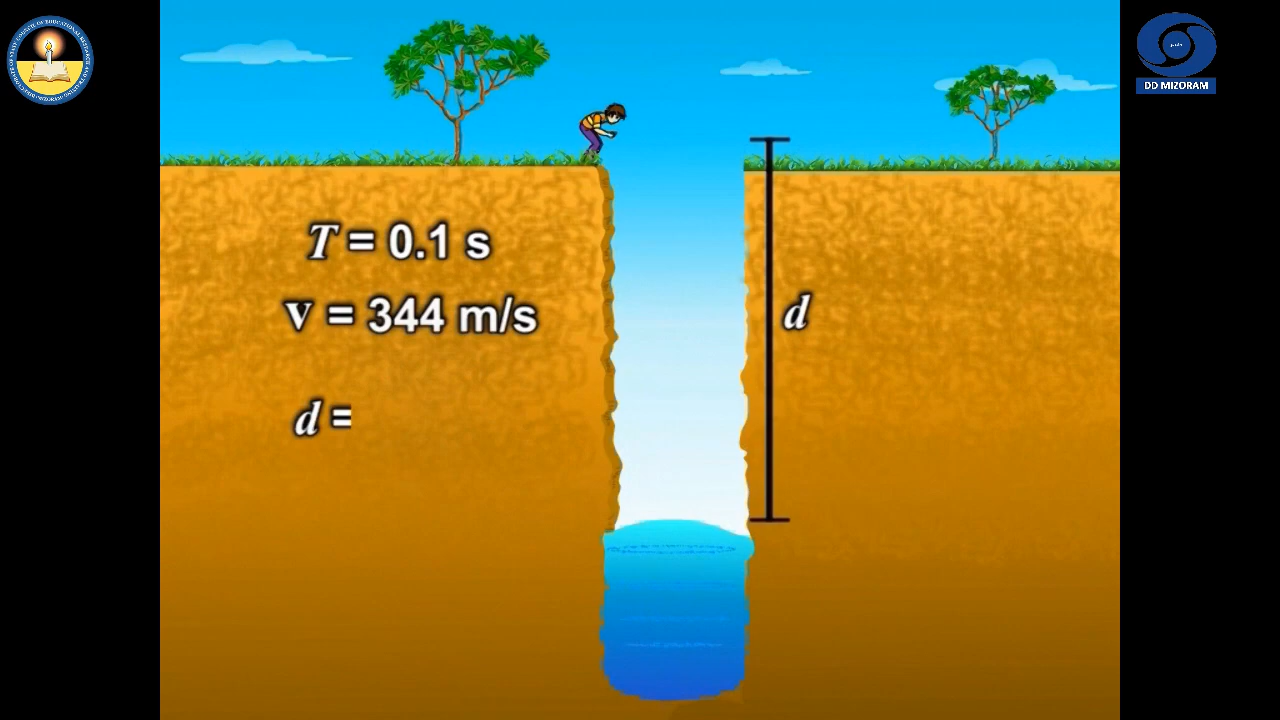 DD MIZORAM
T = 0.1 s
v = 344 m/s
d
d =